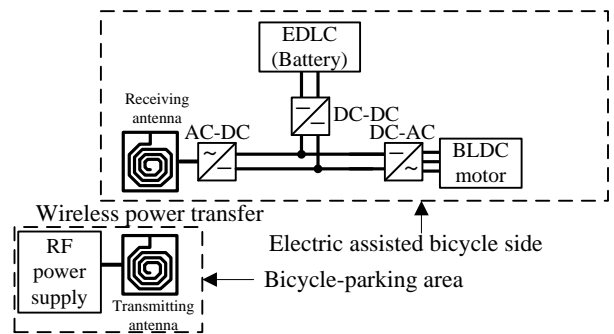 EDLC
(Battery)
Receiving
antenna
AC-DC
DC-DC
DC-AC
BLDC
motor
Wireless power transfer
Electric assisted bicycle side
RF
power
supply
Transmitting
antenna
Bicycle-parking area